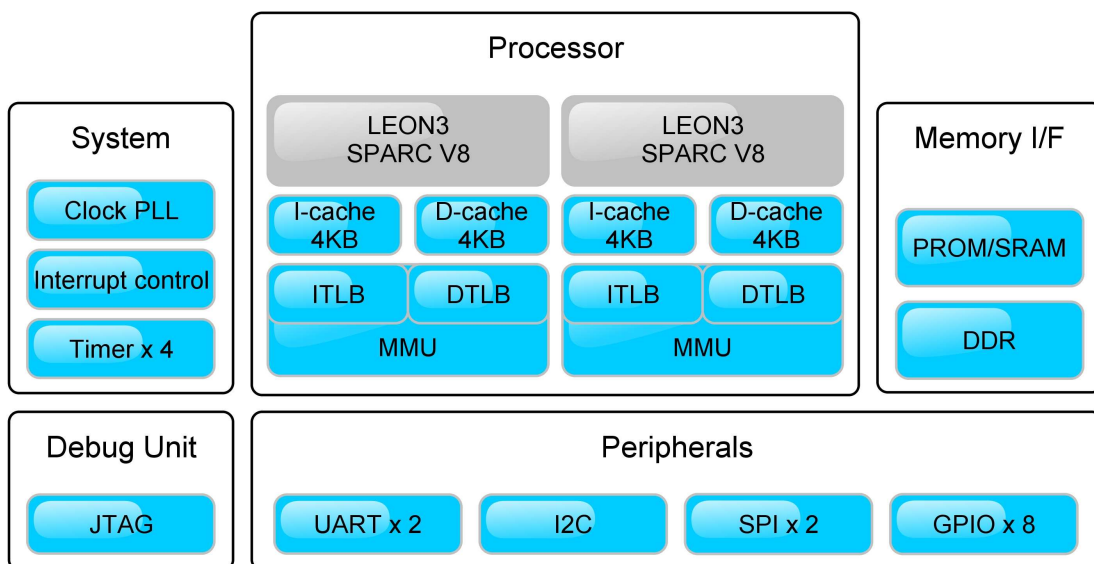 Processor
LEON3
SPARC V8
LEON3
SPARC V8
I-cache
4KB
D-cache
4KB
I-cache
4KB
D-cache
4KB
ITLB
DTLB
MMU
ITLB
DTLB
MMU
System
Clock PLL
Interrupt control
Timer x 4
Memory I/F
PROM/SRAM
DDR
Debug Unit
JTAG
Peripherals
UART x 2
I2C
SPI x 2
GPIO x 8